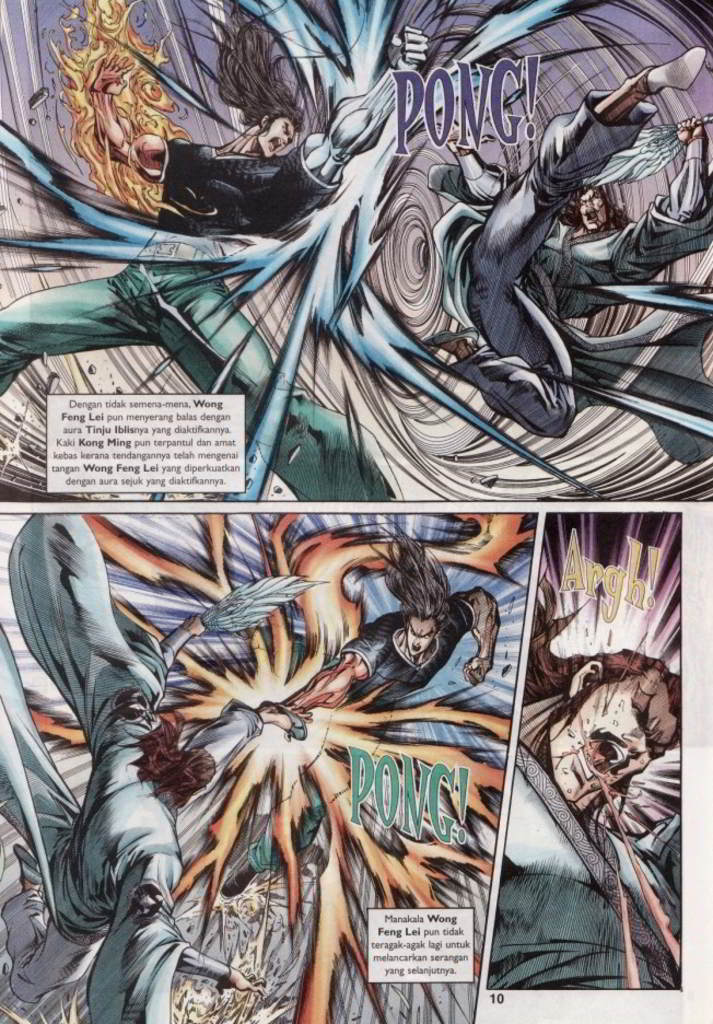 PONG!
Dengan tidak semena-mena, Wong
Feng Lei pun menyerang balas dengan
aura Tinju Iblisnya yang diaktifkannya.
Kaki Kong Ming pun terpantul dan amat
kebas kerana tendangannya telah mengenai
tangan Wong Feng Lei yang diperkuatkan
dengan aura sejuk yang diaktifkannya.
PONG!
Manakala Wong
Feng Lei pun tidak
teragak-agak lagi untuk
melancarkan serangan
yang selanjutnya.
Argh!
10